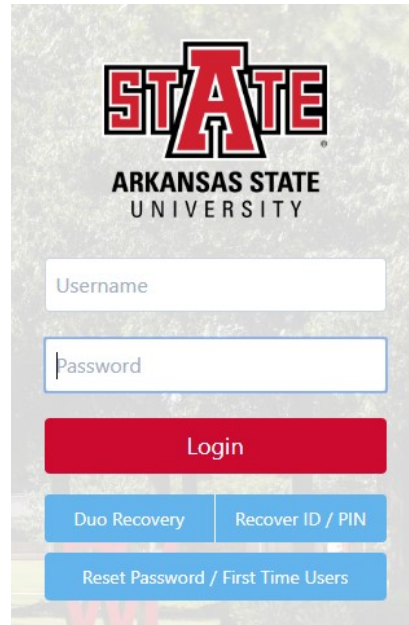 STATE
®
ARKANSAS STATE
UNIVERSITY
Username
Password
Login
Duo Recovery
Recover ID / PIN
Reset Password / First Time Users